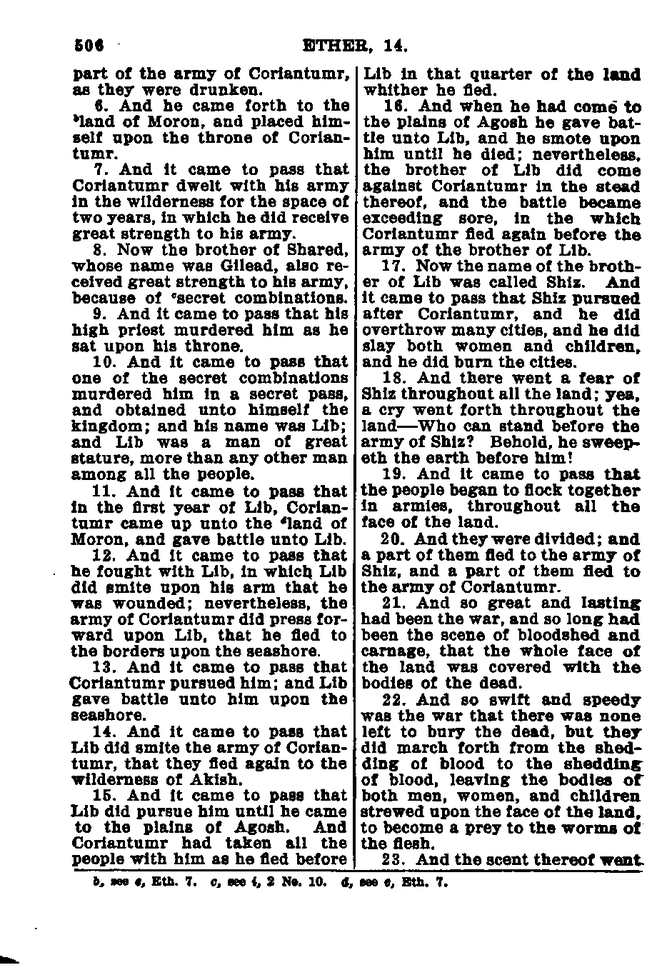 506
ETHER, 14.
part of the army of Coriantumr,
as they were drunken.
6. And he came forth to the
ᵇland of Moron, and placed him-
self upon the throne of Corian-
tumr.
7. And it came to pass that
Coriantumr dwelt with his army
in the wilderness for the space of
two years, in which he did receive
great strength to his army.
8. Now the brother of Shared,
whose name was Gilead, also re-
ceived great strength to his army,
because of ᶜsecret combinations.
9. And it came to pass that his
high priest murdered him as he
sat upon his throne.
10. And it came to pass that
one of the secret combinations
murdered him in a secret pass,
and obtained unto himself the
kingdom; and his name was Lib;
and Lib was a man of great
stature, more than any other man
among all the people.
11. And it came to pass that
in the first year of Lib, Corian-
tumr came up unto the ᵈland of
Moron, and gave battle unto Lib.
12. And it came to pass that
he fought with Lib, in which Lib
did smite upon his arm that he
was wounded; nevertheless, the
army of Coriantumr did press for-
ward upon Lib, that he fled to
the borders upon the seashore.
13. And it came to pass that
Coriantumr pursued him; and Lib
gave battle unto him upon the
seashore.
14. And it came to pass that
Lib did smite the army of Corian-
tumr, that they fled again to the
wilderness of Akish.
15. And it came to pass that
Lib did pursue him until he came
to the plains of Agosh. And
Coriantumr had taken all the
people with him as he fled before
Lib in that quarter of the land
whither he fled.
16. And when he had come to
the plains of Agosh he gave bat-
tle unto Lib, and he smote upon
him until he died; nevertheless,
the brother of Lib did come
against Coriantumr in the stead
thereof, and the battle became
exceeding sore, in the which
Coriantumr fled again before the
army of the brother of Lib.
17. Now the name of the broth-
er of Lib was called Shiz. And
it came to pass that Shiz pursued
after Coriantumr, and he did
overthrow many cities, and he did
slay both women and children,
and he did burn the cities.
18. And there went a fear of
Shiz throughout all the land; yea,
a cry went forth throughout the
land—Who can stand before the
army of Shiz? Behold, he sweep-
eth the earth before him!
19. And it came to pass that
the people began to flock together
in armies, throughout all the
face of the land.
20. And they were divided; and
a part of them fled to the army of
Shiz, and a part of them fled to
the army of Coriantumr.
21. And so great and lasting
had been the war, and so long had
been the scene of bloodshed and
carnage, that the whole face of
the land was covered with the
bodies of the dead.
22. And so swift and speedy
was the war that there was none
left to bury the dead, but they
did march forth from the shed-
ding of blood to the shedding
of blood, leaving the bodies of
both men, women, and children
strewed upon the face of the land,
to become a prey to the worms of
the flesh.
23. And the scent thereof went
b, see e, Eth. 7. c, see i, 2 Ne. 10. d, see e, Eth. 7.